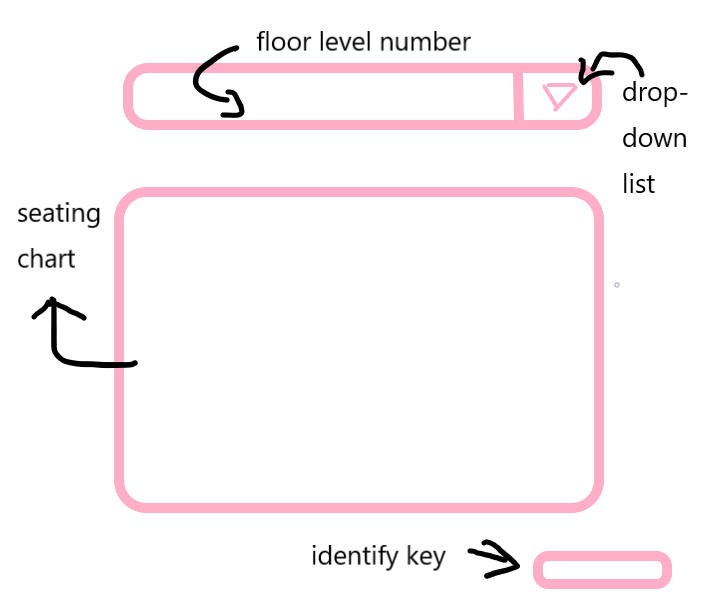 floor level number
drop-
down
list
seating
chart
identify key